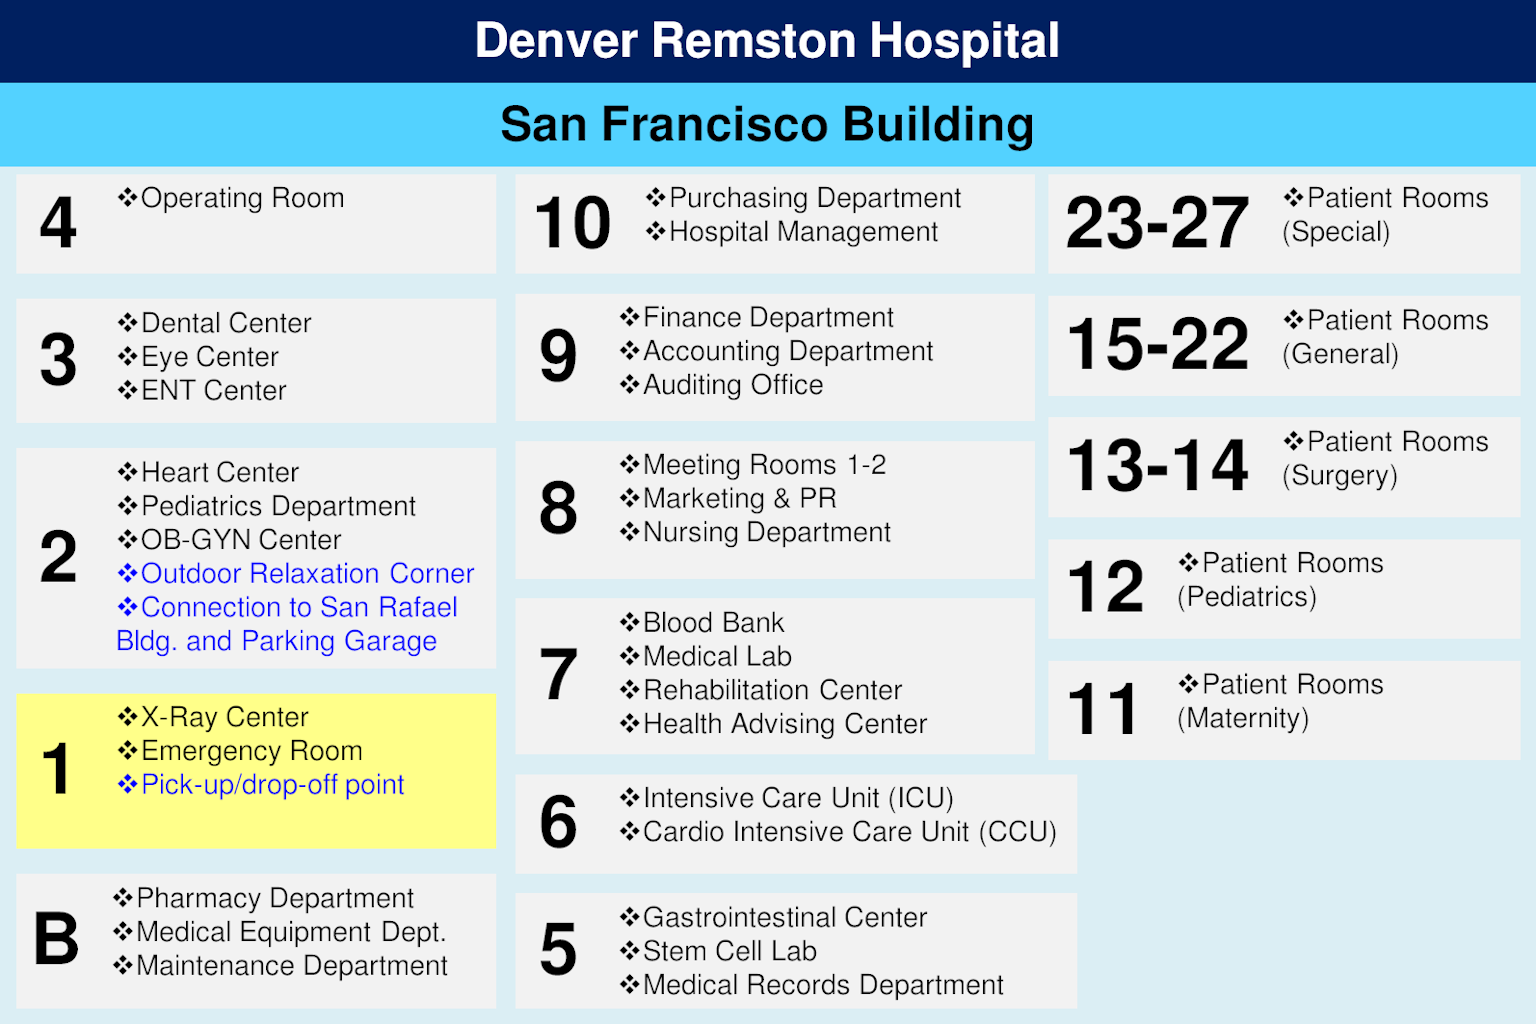 Denver Remston Hospital
San Francisco Building
4
❖Operating Room
3
❖Dental Center
❖Eye Center
❖ENT Center
2
❖Heart Center
❖Pediatrics Department
❖OB-GYN Center
❖Outdoor Relaxation Corner
❖Connection to San Rafael
Bldg. and Parking Garage
1
❖X-Ray Center
❖Emergency Room
❖Pick-up/drop-off point
B
❖Pharmacy Department
❖Medical Equipment Dept.
❖Maintenance Department
10
❖Purchasing Department
❖Hospital Management
9
❖Finance Department
❖Accounting Department
❖Auditing Office
8
❖Meeting Rooms 1-2
❖Marketing & PR
❖Nursing Department
7
❖Blood Bank
❖Medical Lab
❖Rehabilitation Center
❖Health Advising Center
6
❖Intensive Care Unit (ICU)
❖Cardio Intensive Care Unit (CCU)
5
❖Gastrointestinal Center
❖Stem Cell Lab
❖Medical Records Department
23-27
❖Patient Rooms
(Special)
15-22
❖Patient Rooms
(General)
13-14
❖Patient Rooms
(Surgery)
12
❖Patient Rooms
(Pediatrics)
11
❖Patient Rooms
(Maternity)